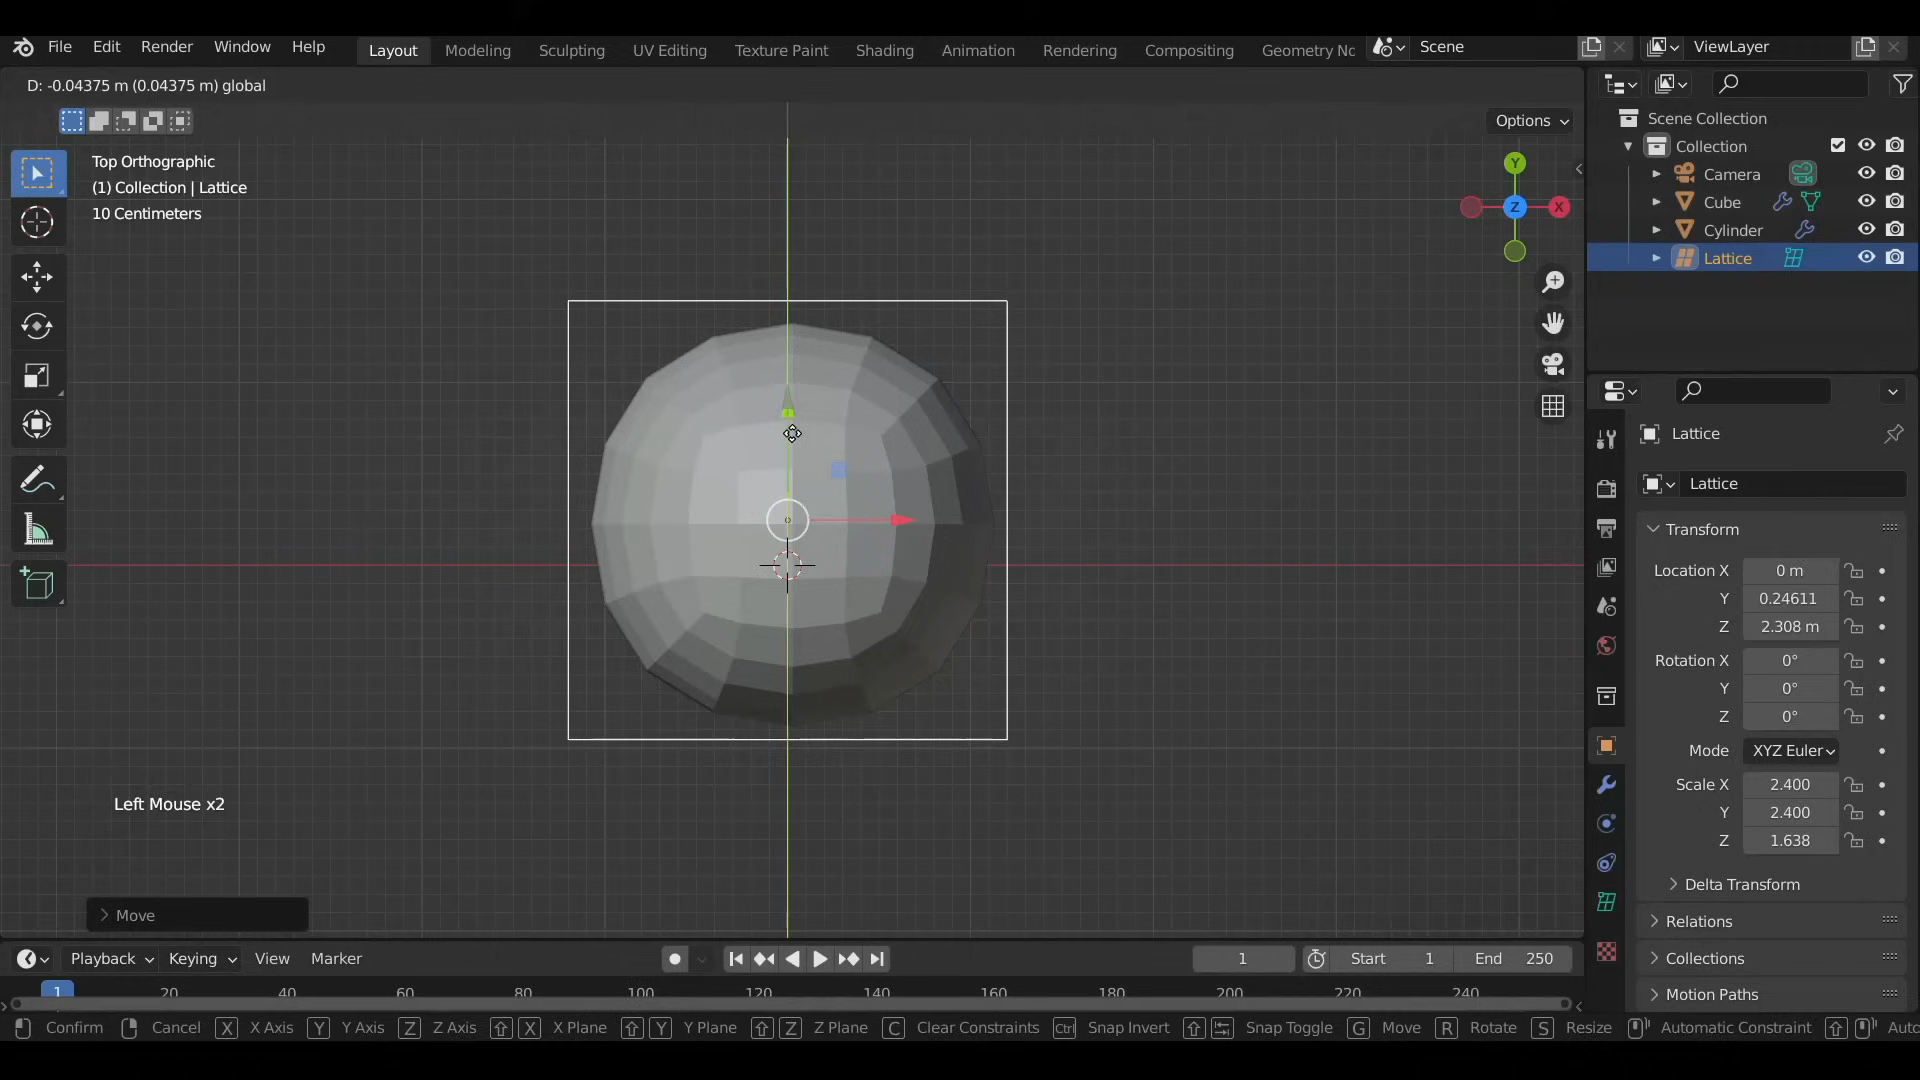 File Edit Render Window Help Layout Modeling Sculpting UV Editing Texture Paint Shading Animation Rendering Compositing Geometry Nc Scene ViewLayer
D: -0.04375 m (0.04375 m) global
Options
Top Orthographic
(1) Collection | Lattice
10 Centimeters
Y
Z X
Scene Collection
Collection
Camera
Cube
Cylinder
Lattice
Lattice
Lattice
Transform
Location X 0 m
Y 0.24611
Z 2.308 m
Rotation X 0°
Y 0°
Z 0°
Mode XYZ Euler
Scale X 2.400
Y 2.400
Z 1.638
Delta Transform
Relations
Collections
Motion Paths
Left Mouse x2
Move
Playback Keying View Marker 1 Start 1 End 250
1 20 40 60 80 100 120 140 160 180 200 220 240
Confirm Cancel X X Axis Y Y Axis Z Z Axis X X Plane Y Y Plane Z Z Plane C Clear Constraints Ctrl Snap Invert Snap Toggle G Move R Rotate S Resize Automatic Constraint Auto